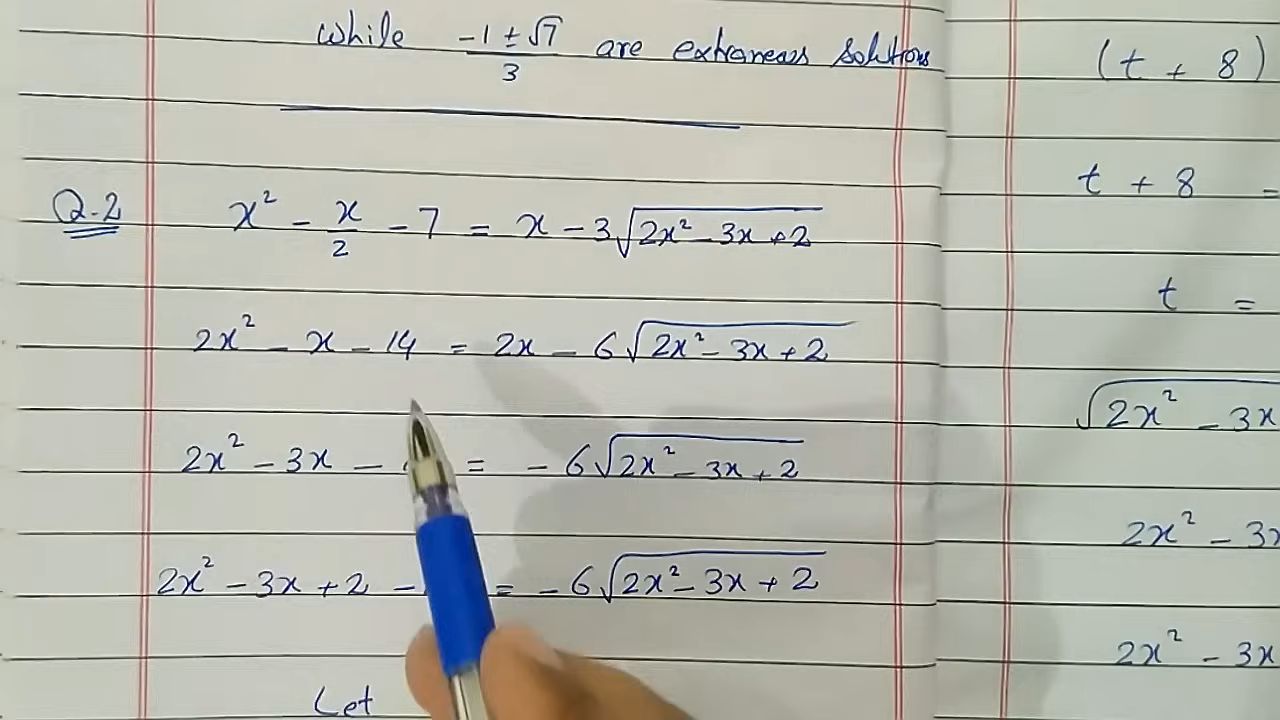 while (-1 ± √7)/3 are extraneous solutions
Q.2 x² - x/2 - 7 = x - 3√(2x² - 3x + 2)
2x² - x - 14 = 2x - 6√(2x² - 3x + 2)
2x² - 3x - = - 6√(2x² - 3x + 2)
2x² - 3x + 2 - = - 6√(2x² - 3x + 2)
Let
(t + 8)
t + 8 =
t =
√2x² - 3x
2x² - 3x
2x² - 3x